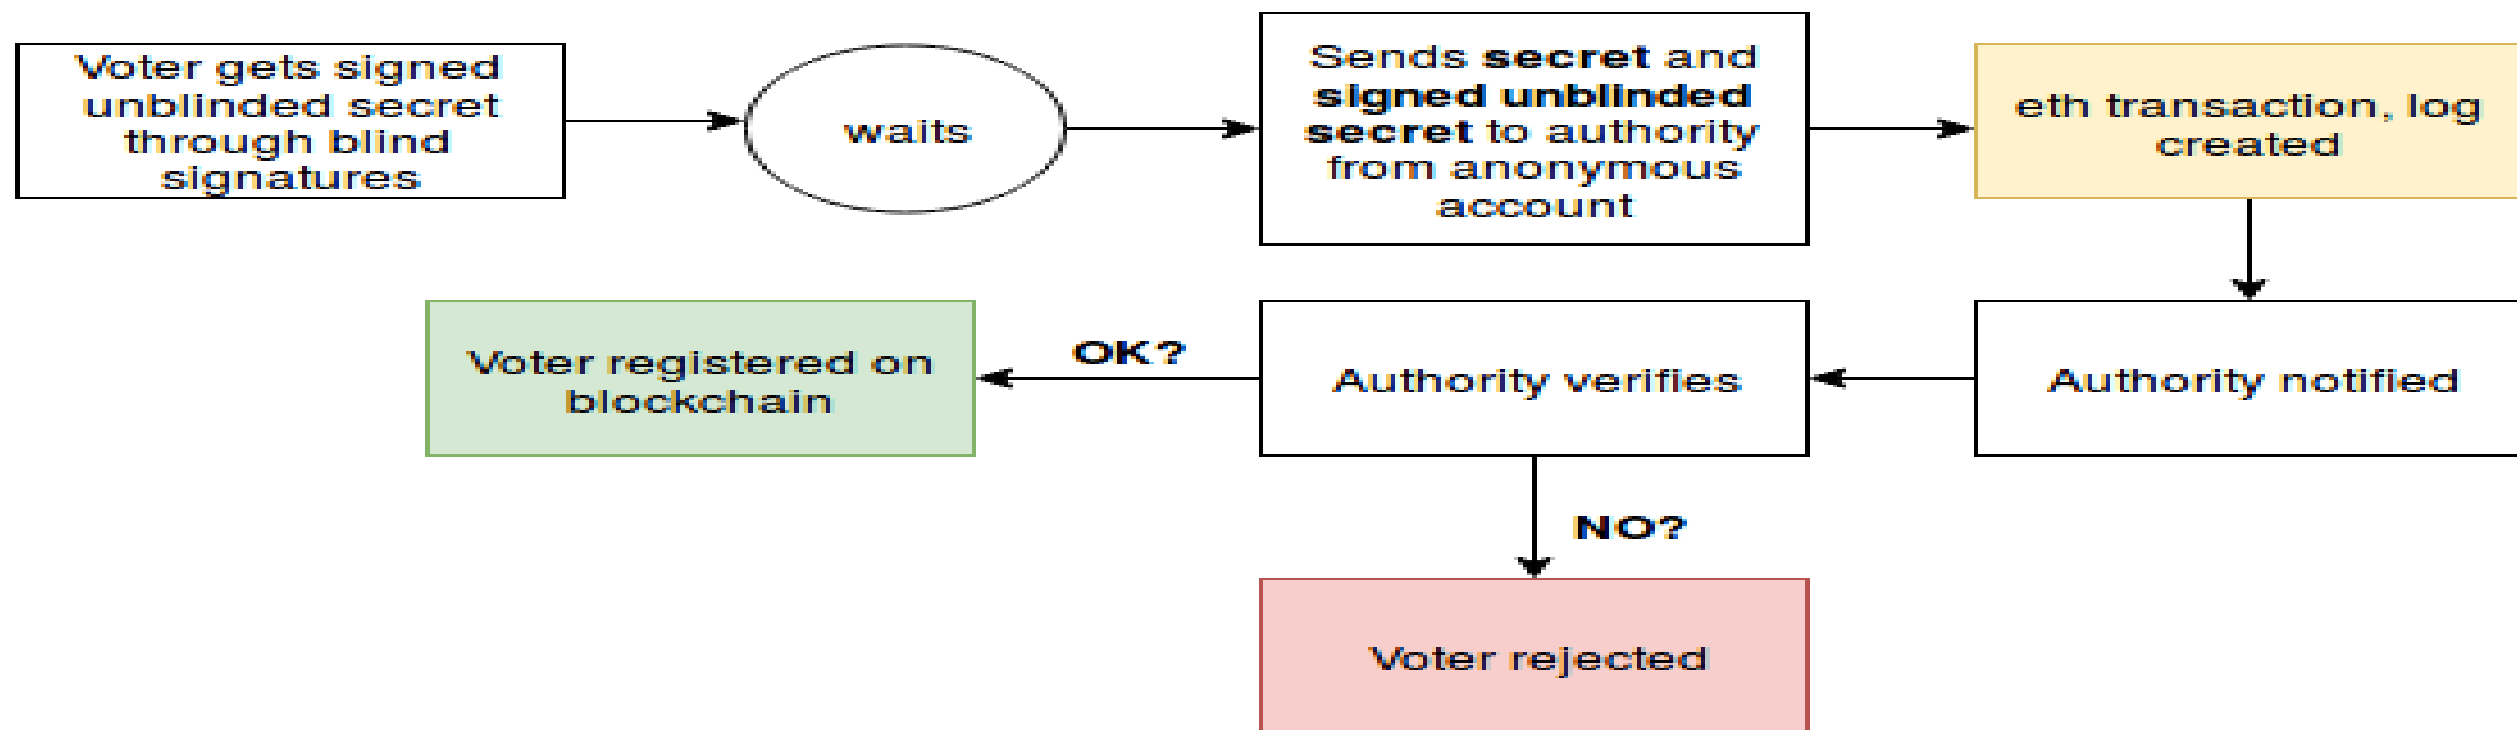 Voter gets signed
unblinded secret
through blind
signatures
waits
Sends secret and
signed unblinded
secret to authority
from anonymous
account
eth transaction, log
created
Authority notified
Authority verifies
OK?
Voter registered on
blockchain
NO?
Voter rejected